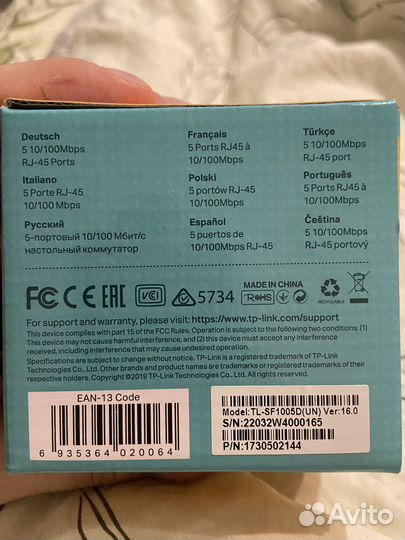 Deutsch
5 10/100Mbps
RJ-45 Ports
Français
5 Ports RJ45 à
10/100Mbps
Türkçe
5 10/100Mbps
RJ-45 port
Italiano
5 Porte RJ-45
10/100 Mbps
Polski
5 portów RJ-45
10/100Mbps
Português
5 Portas RJ45 à
10/100Mbps
Русский
5-портовый 10/100 Мбит/с
настольный коммутатор
Español
5 puertos de
10/100Mbps RJ-45
Čeština
5 10/100Mbps
RJ-45 portový
FC CE EAC VCI 5734
MADE IN CHINA
RoHS
RECYCLABLE
For support and warranty, please visit: https://www.tp-link.com/support
This device complies with part 15 of the FCC Rules. Operation is subject to the following two conditions: (1)
This device may not cause harmful interference, and (2) this device must accept any interference received,
including interference that may cause undesired operation.
Specifications are subject to change without notice. TP-Link is a registered trademark of TP-Link
Technologies Co., Ltd. Other brands and product names are trademarks or registered trademarks of their
respective holders. Copyright ©2019 TP-Link Technologies Co., Ltd. All rights reserved.
EAN-13 Code
6 935364 020064
Model:TL-SF1005D(UN) Ver:16.0
S/N:22032W4000165
P/N:1730502144
Avito